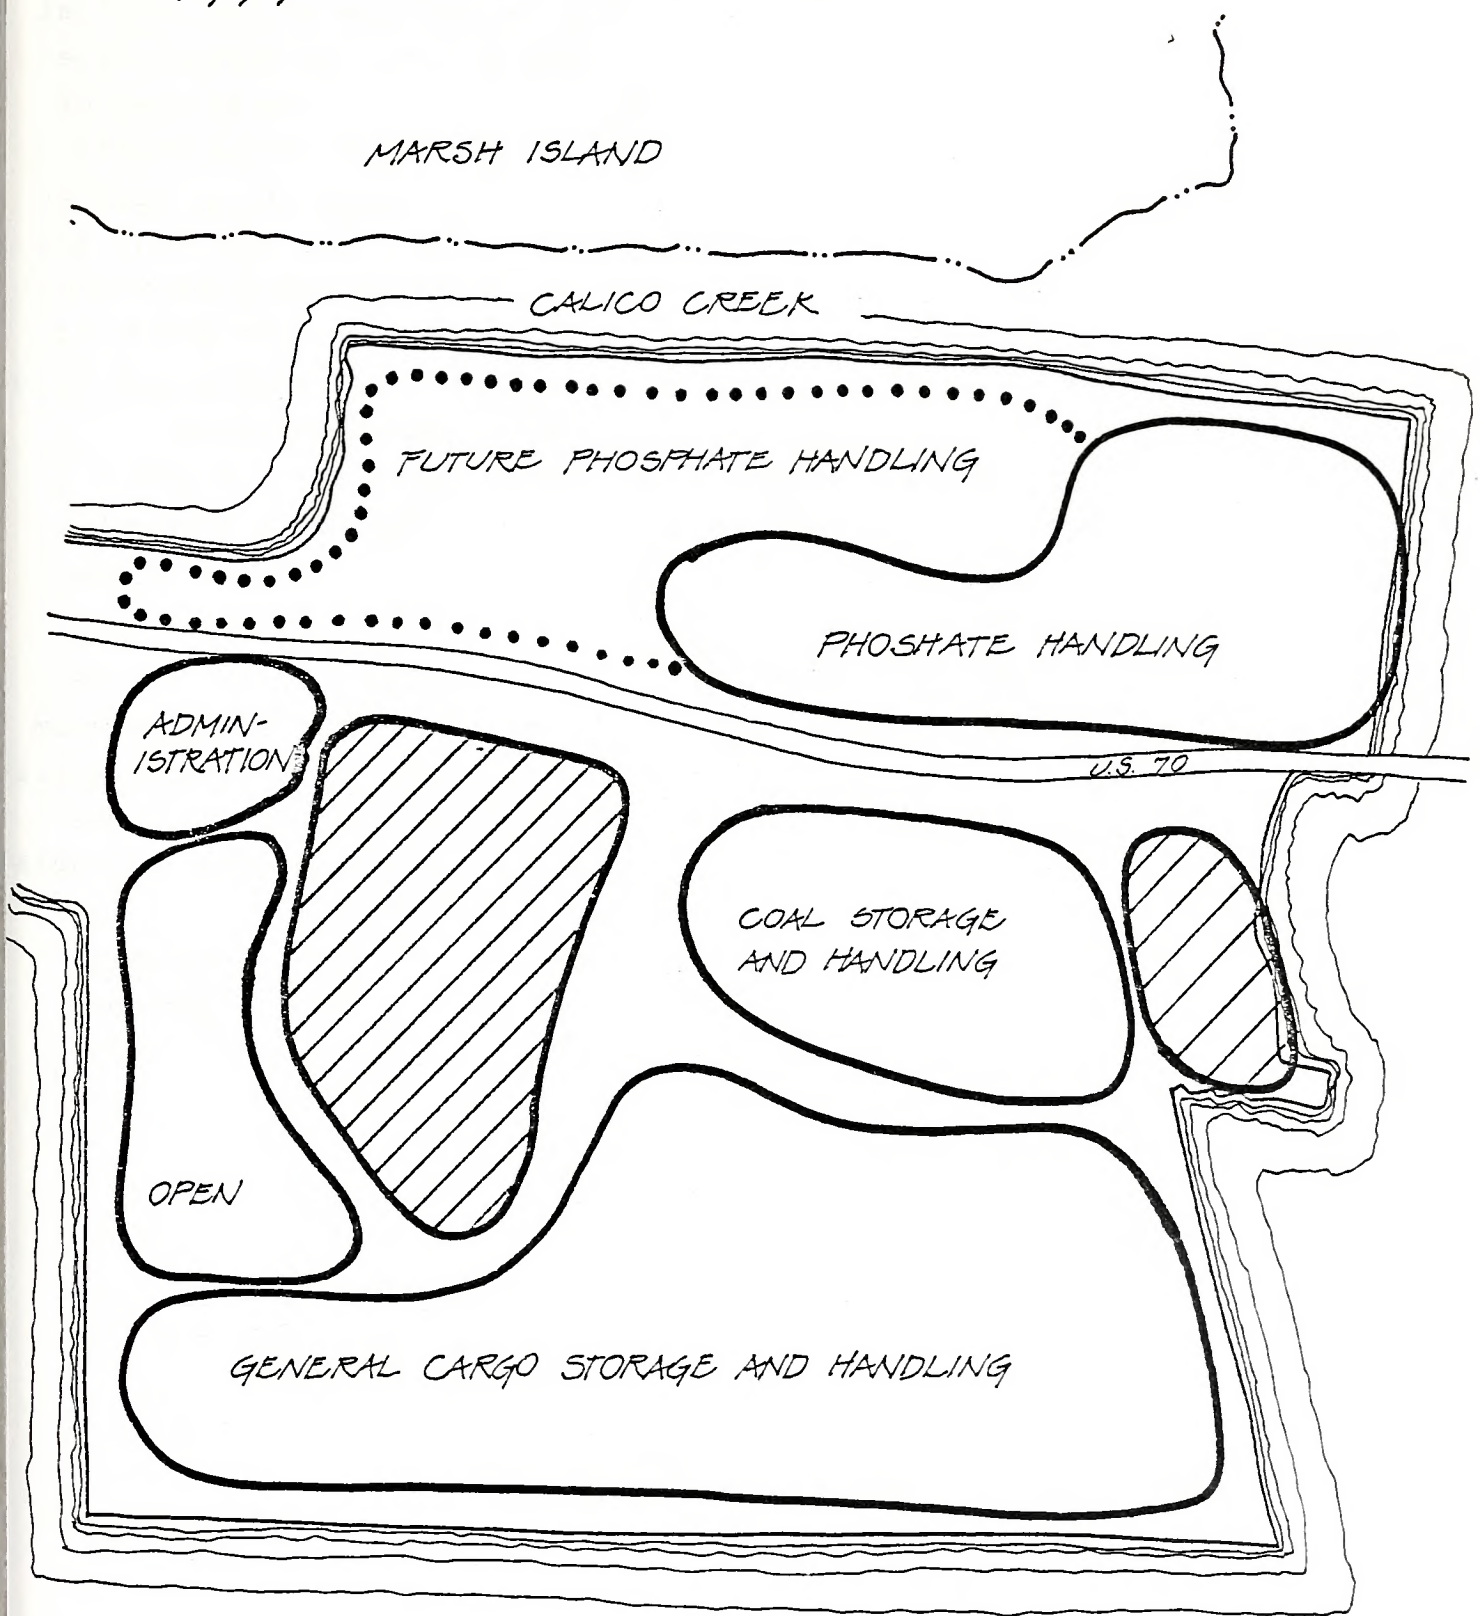 MARSH ISLAND
CALICO CREEK
FUTURE PHOSPHATE HANDLING
PHOSHATE HANDLING
U.S. 70
ADMIN-
ISTRATION
COAL STORAGE
AND HANDLING
OPEN
GENERAL CARGO STORAGE AND HANDLING